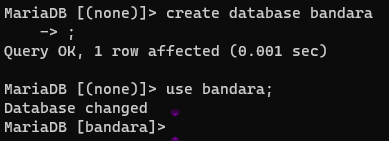 MariaDB [(none)]> create database bandara
    -> ;
Query OK, 1 row affected (0.001 sec)
MariaDB [(none)]> use bandara;
Database changed
MariaDB [bandara]>